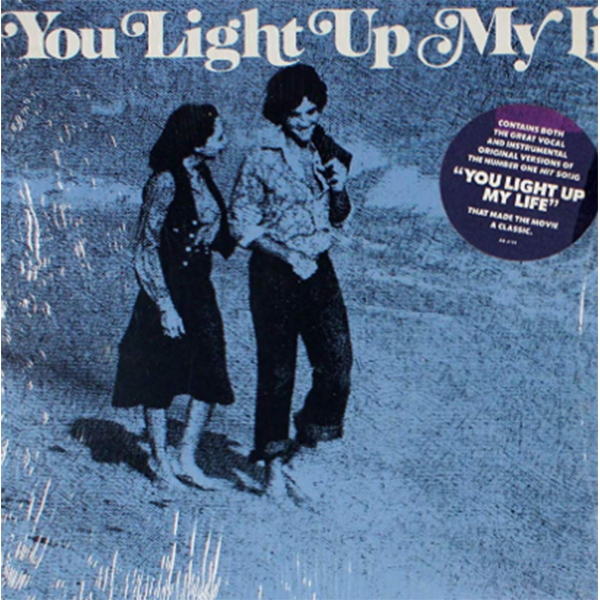 You Light Up My Li
CONTAINS BOTH
THE GREAT VOCAL
AND INSTRUMENTAL
ORIGINAL VERSIONS OF
THE NUMBER ONE HIT SONG
"YOU LIGHT UP
MY LIFE"
THAT MADE THE MOVIE
A CLASSIC.